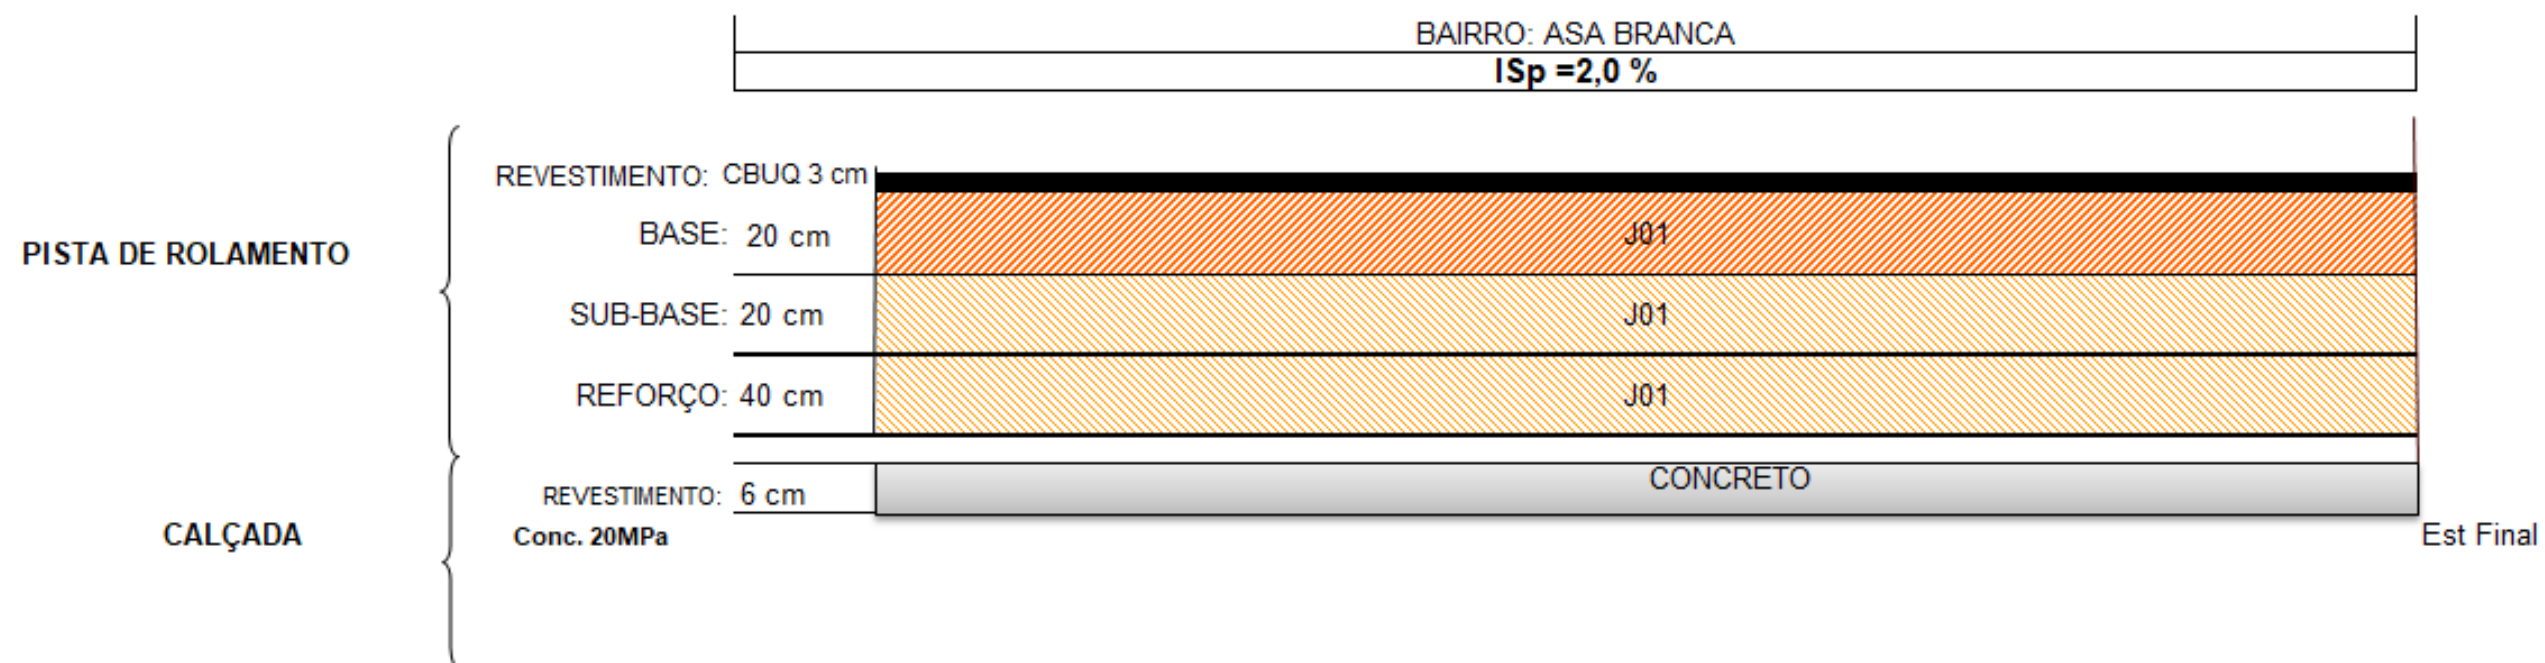 BAIRRO: ASA BRANCA
ISp =2,0 %
REVESTIMENTO: CBUQ 3 cm
BASE: 20 cm J01
PISTA DE ROLAMENTO
SUB-BASE: 20 cm J01
REFORÇO: 40 cm J01
CONCRETO
REVESTIMENTO: 6 cm
CALÇADA
Conc. 20MPa
Est Final